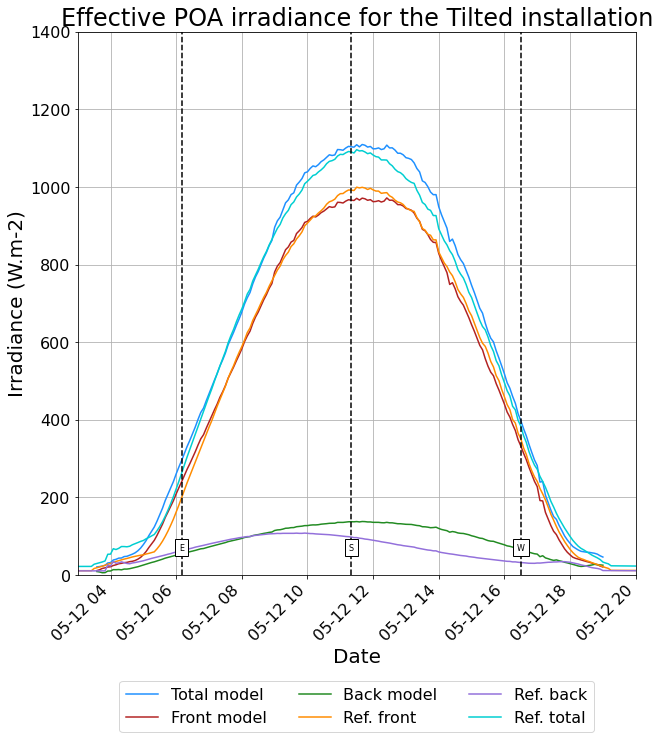 Effective POA irradiance for the Tilted installation
Irradiance (W.m-2)
1400
1200
1000
800
600
400
200
0
E
S
W
05-12 04
05-12 06
05-12 08
05-12 10
05-12 12
05-12 14
05-12 16
05-12 18
05-12 20
Date
Total model Back model Ref. back
Front model Ref. front Ref. total